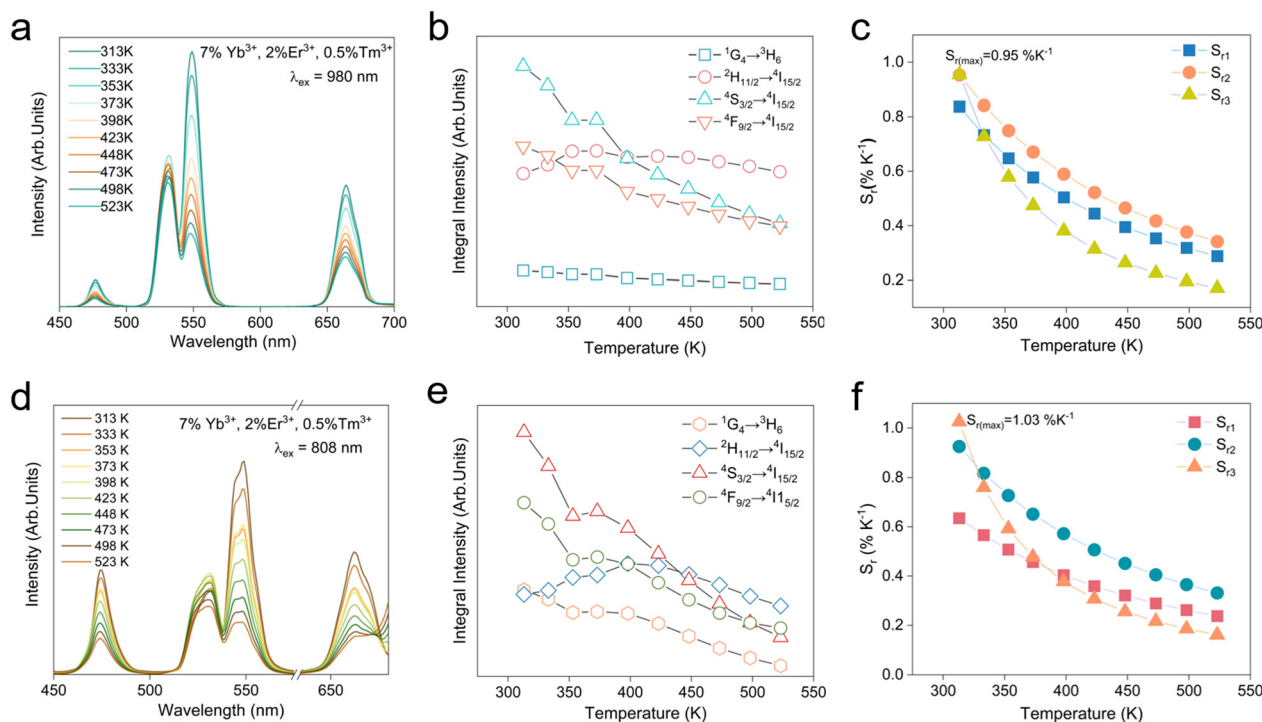 a
7% Yb³⁺, 2%Er³⁺, 0.5%Tm³⁺
λex = 980 nm
313K
333K
353K
373K
398K
423K
448K
473K
498K
523K
Intensity (Arb.Units)
450 500 550 600 650 700
Wavelength (nm)
b
¹G₄→³H₆
²H₁₁/₂→⁴I₁₅/₂
⁴S₃/₂→⁴I₁₅/₂
⁴F₉/₂→⁴I₁₅/₂
Integral Intensity (Arb.Units)
300 350 400 450 500 550
Temperature (K)
c
Sr(max)=0.95 %K⁻¹
Sr1
Sr2
Sr3
Sr(% K⁻¹)
1.0
0.8
0.6
0.4
0.2
300 350 400 450 500 550
Temperature (K)
d
7% Yb³⁺, 2%Er³⁺, 0.5%Tm³⁺
λex = 808 nm
313 K
333 K
353 K
373 K
398 K
423 K
448 K
473 K
498 K
523 K
Intensity (Arb.Units)
450 500 550 650
Wavelength (nm)
e
¹G₄→³H₆
²H₁₁/₂→⁴I₁₅/₂
⁴S₃/₂→⁴I₁₅/₂
⁴F₉/₂→⁴I1₅/₂
Integral Intensity (Arb.Units)
300 350 400 450 500 550
Temperature (K)
f
Sr(max)=1.03 %K⁻¹
Sr1
Sr2
Sr3
Sr (% K⁻¹)
1.0
0.8
0.6
0.4
0.2
0.0
300 350 400 450 500 550
Temperature (K)